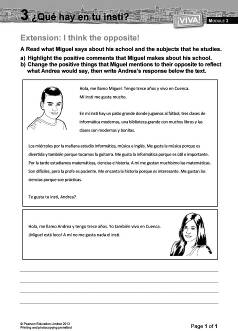 3 ¿Qué hay en tu insti?
¡VIVA!
MÓDULO 3
Extension: I think the opposite!
A Read what Miguel says about his school and the subjects that he studies.
a) Highlight the positive comments that Miguel makes about his school.
b) Change the positive things that Miguel mentions to their opposite to reflect
what Andrea would say, then write Andrea's response below the text.
Hola, me llamo Miguel. Tengo trece años y vivo en Cuenca.
Mi insti me gusta mucho.
En mi insti hay un patio grande donde jugamos al fútbol, tres clases de
informática modernas, una biblioteca grande con muchos libros y las
clases son modernas y bonitas.
Los miércoles por la mañana estudio informática, música e inglés. Me gusta la música porque es
divertida y también porque tocamos la guitarra. Me gusta la informática porque es útil e importante.
Por la tarde estudiamos matemáticas, ciencias e historia. A mí me gustan muchísimo las matemáticas.
Son difíciles, pero la profe es paciente. Me encanta la historia porque es interesante. Me gustan las
ciencias porque son prácticas.
Te gusta tu insti, Andrea?
Hola, me llamo Andrea y tengo trece años. Yo también vivo en Cuenca.
¡Miguel está loco! A mí no me gusta nada el insti.
© Pearson Education Limited 2013
Printing and photocopying permitted
Page 1 of 1